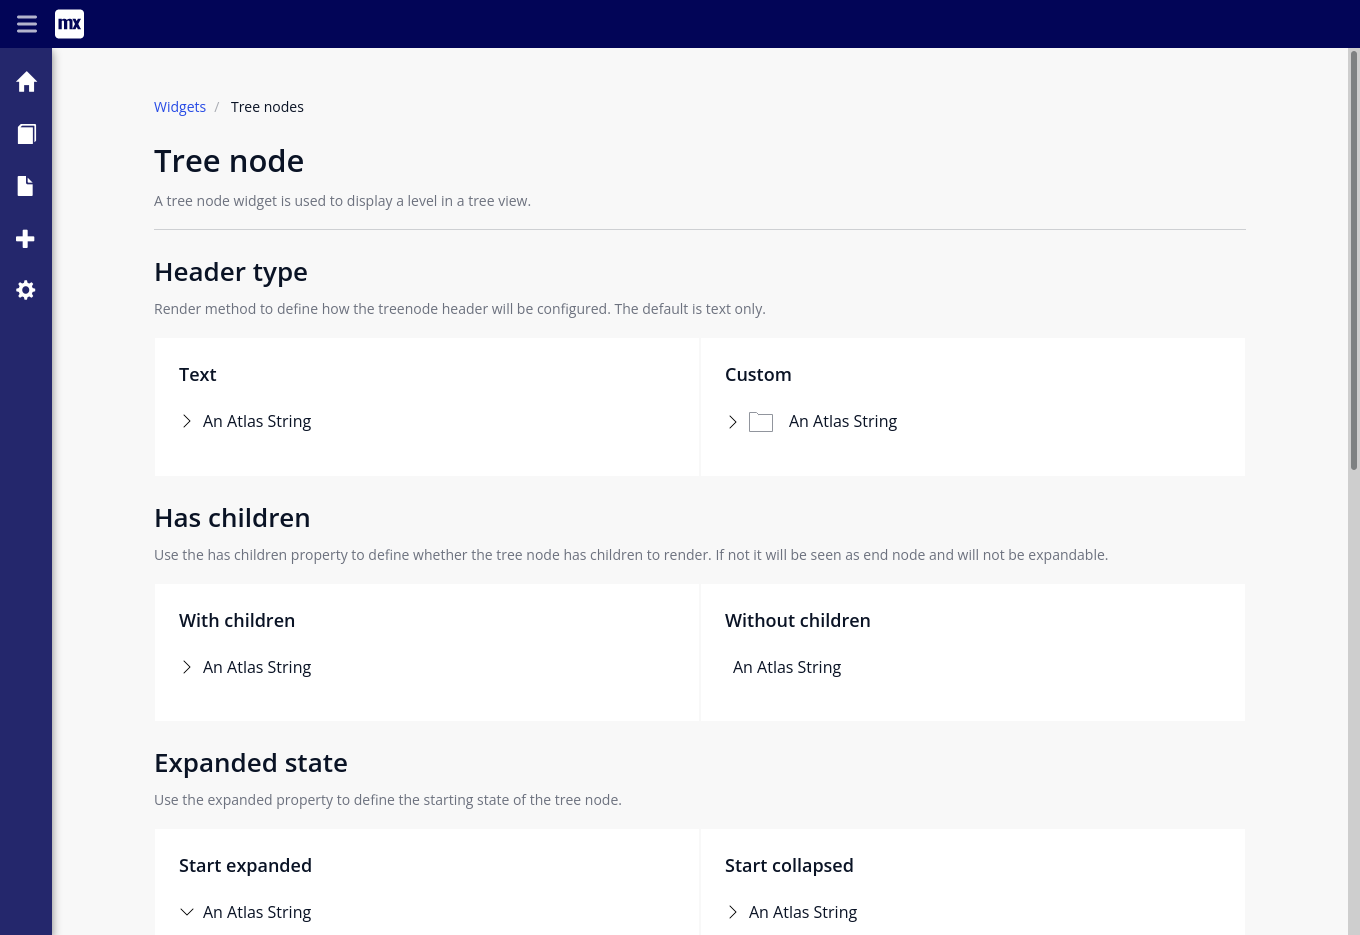 mx
Widgets / Tree nodes
Tree node
A tree node widget is used to display a level in a tree view.
Header type
Render method to define how the treenode header will be configured. The default is text only.
Text
An Atlas String
Custom
An Atlas String
Has children
Use the has children property to define whether the tree node has children to render. If not it will be seen as end node and will not be expandable.
With children
An Atlas String
Without children
An Atlas String
Expanded state
Use the expanded property to define the starting state of the tree node.
Start expanded
An Atlas String
Start collapsed
An Atlas String